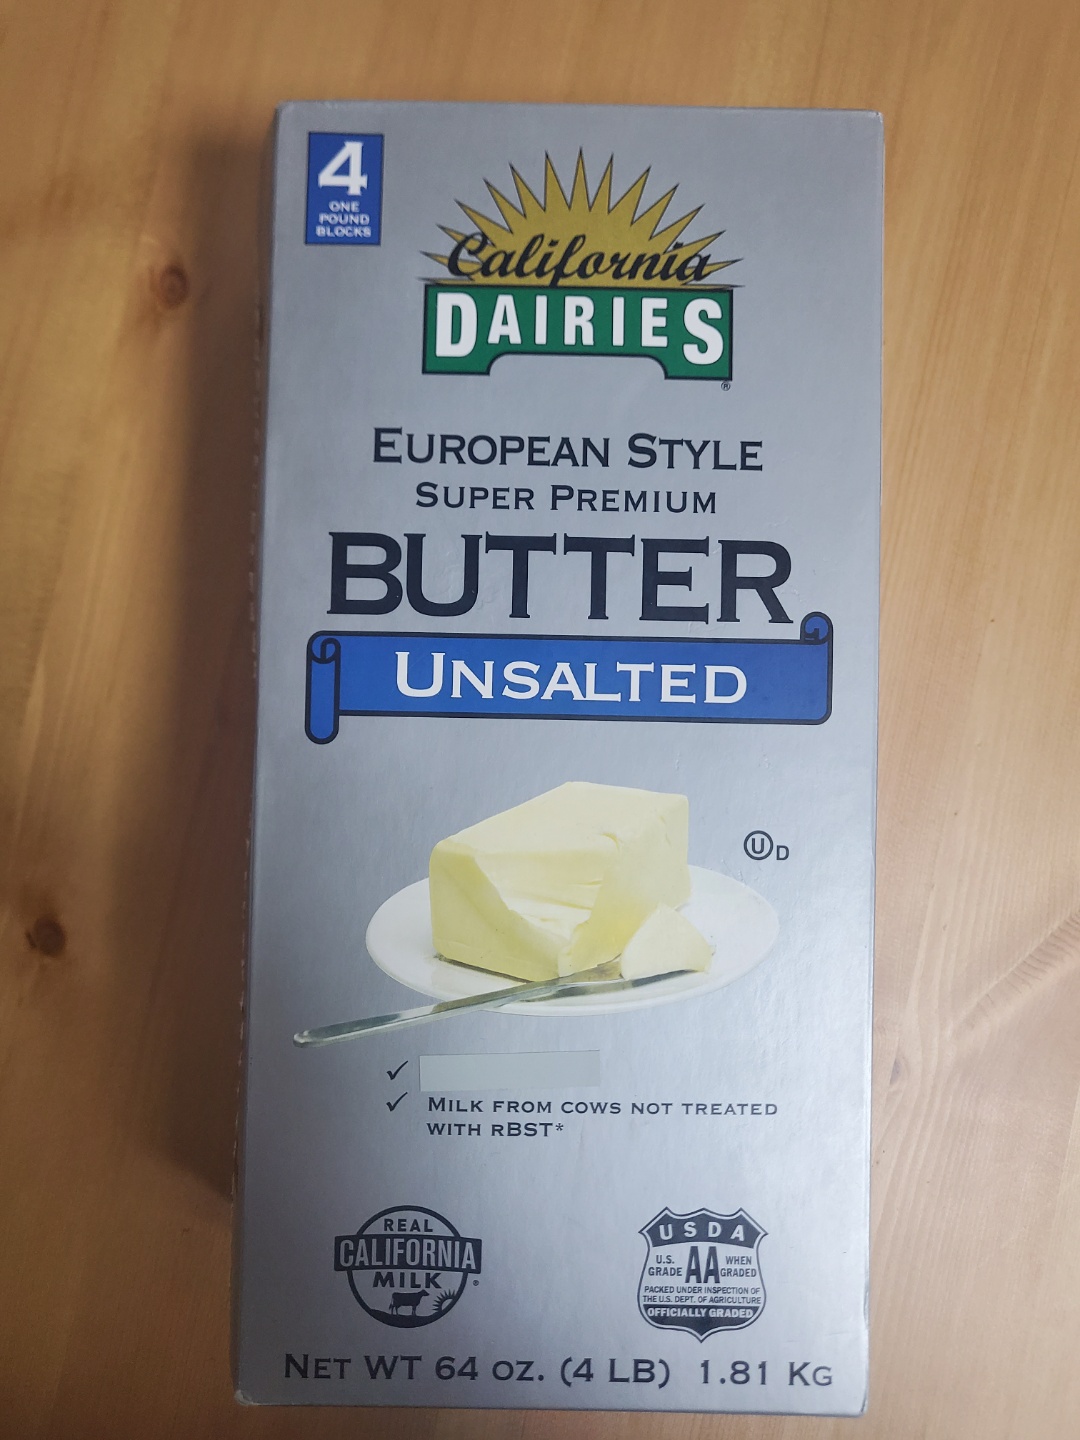 4
ONE
POUND
BLOCKS
California
DAIRIES
®
EUROPEAN STYLE
SUPER PREMIUM
BUTTER
UNSALTED
U D
✓
✓ MILK FROM COWS NOT TREATED
WITH RBST*
REAL
CALIFORNIA
MILK ®
USDA
U.S. GRADE AA WHEN GRADED
PACKED UNDER INSPECTION OF
THE U.S. DEPT. OF AGRICULTURE
OFFICIALLY GRADED
NET WT 64 OZ. (4 LB) 1.81 KG